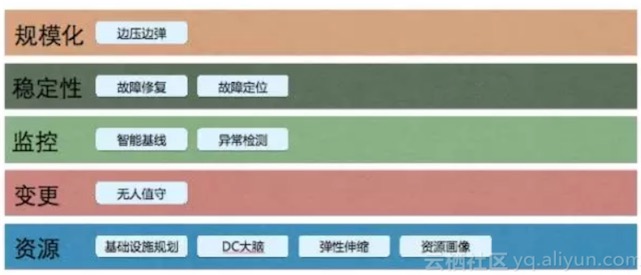 规模化 边压边弹
稳定性 故障修复 故障定位
监控 智能基线 异常检测
变更 无人值守
资源 基础设施规划 DC大脑 弹性伸缩 资源画像
云栖社区 yq.aliyun.com